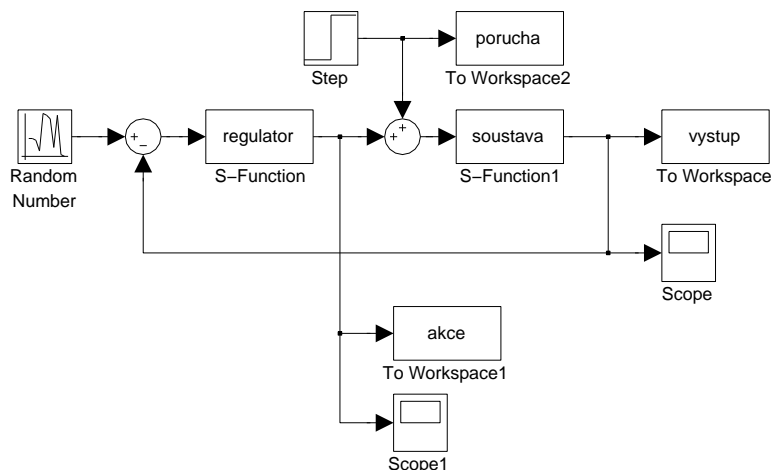 porucha
Step
To Workspace2
+
−
regulator
+
+
soustava
vystup
Random
Number
S−Function
S−Function1
To Workspace
Scope
akce
To Workspace1
Scope1